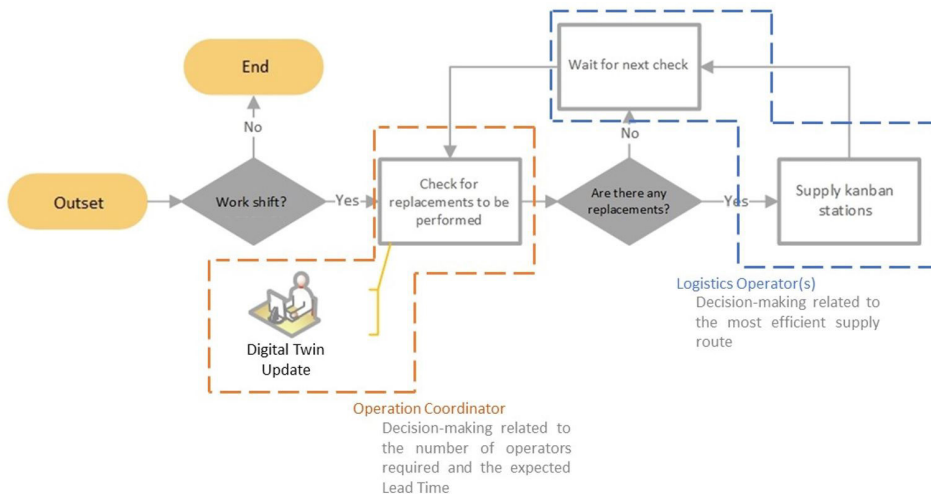 End
Wait for next check
No
No
Outset
Work shift?
Yes
Check for
replacements to be
performed
Are there any
replacements?
Yes
Supply kanban
stations
Digital Twin
Update
Logistics Operator(s)
Decision-making related to
the most efficient supply
route
Operation Coordinator
Decision-making related to
the number of operators
required and the expected
Lead Time